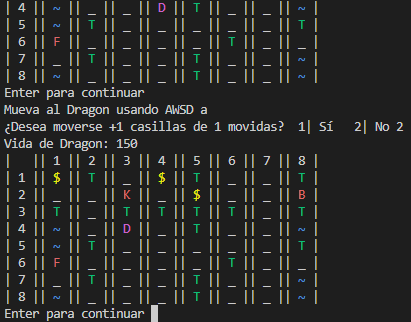 | 4 || ~ || _ || _ || D || T || _ || _ || ~ |
| 5 || ~ || T || _ || _ || _ || _ || _ || T |
| 6 || F || _ || _ || _ || _ || T || _ || _ |
| 7 || _ || T || _ || _ || T || _ || _ || ~ |
| 8 || ~ || _ || _ || _ || T || _ || _ || ~ |
Enter para continuar
Mueva al Dragon usando AWSD a
¿Desea moverse +1 casillas de 1 movidas?  1| Sí   2| No 2
Vida de Dragon: 150
|   || 1 || 2 || 3 || 4 || 5 || 6 || 7 || 8 |
| 1 || $ || T || _ || $ || T || _ || _ || T |
| 2 || _ || _ || K || _ || $ || _ || _ || B |
| 3 || T || _ || T || T || T || T || _ || T |
| 4 || ~ || _ || D || _ || T || _ || _ || ~ |
| 5 || ~ || T || _ || _ || _ || _ || _ || T |
| 6 || F || _ || _ || _ || _ || T || _ || _ |
| 7 || _ || T || _ || _ || T || _ || _ || ~ |
| 8 || ~ || _ || _ || _ || T || _ || _ || ~ |
Enter para continuar